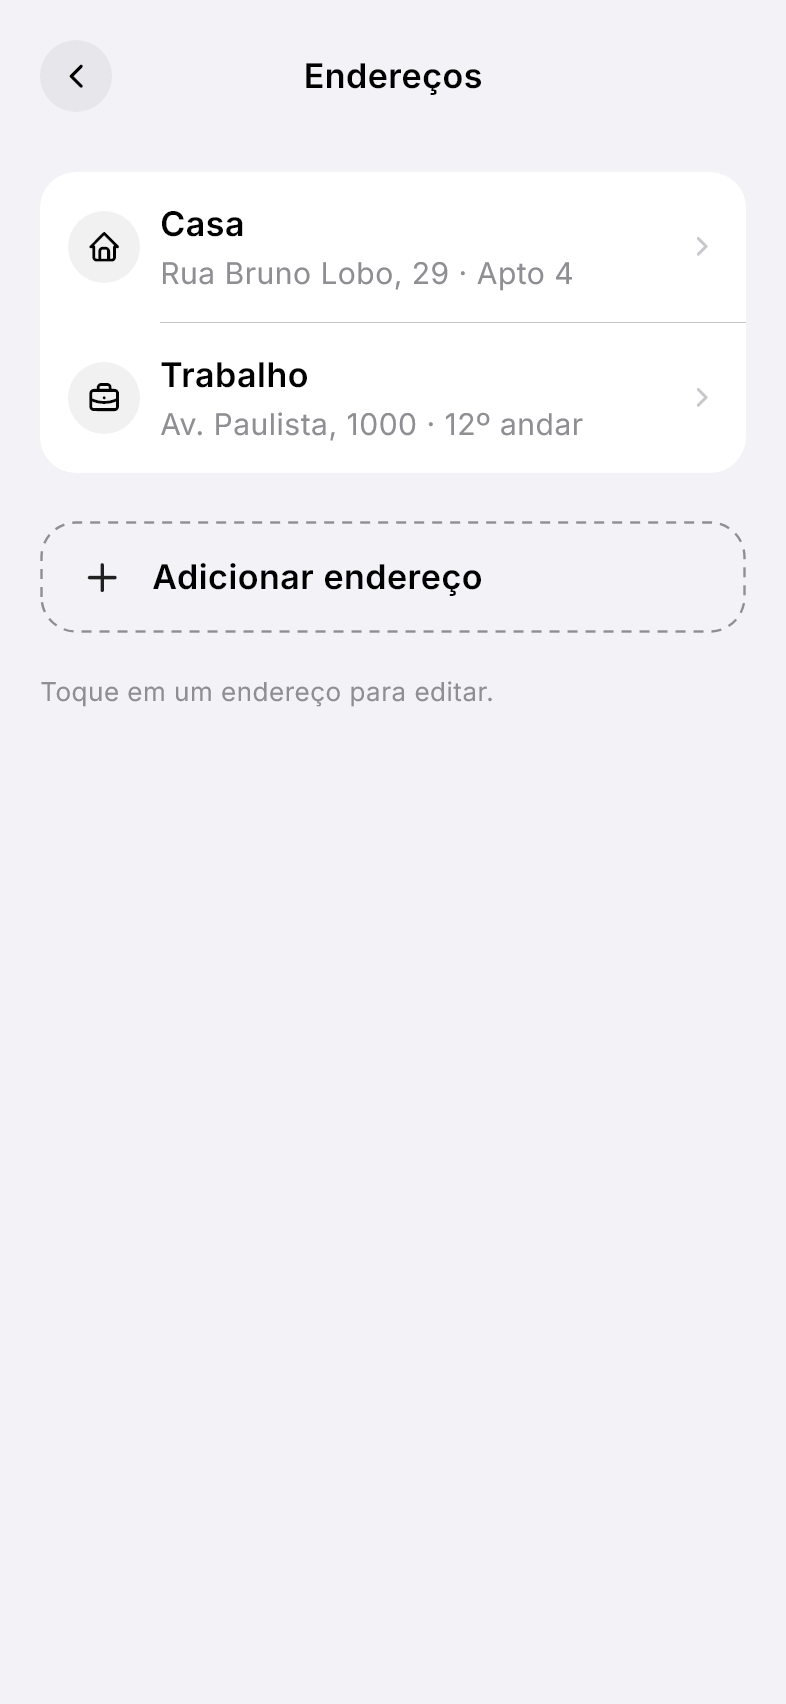 Endereços
Casa
Rua Bruno Lobo, 29 · Apto 4
Trabalho
Av. Paulista, 1000 · 12º andar
Adicionar endereço
Toque em um endereço para editar.